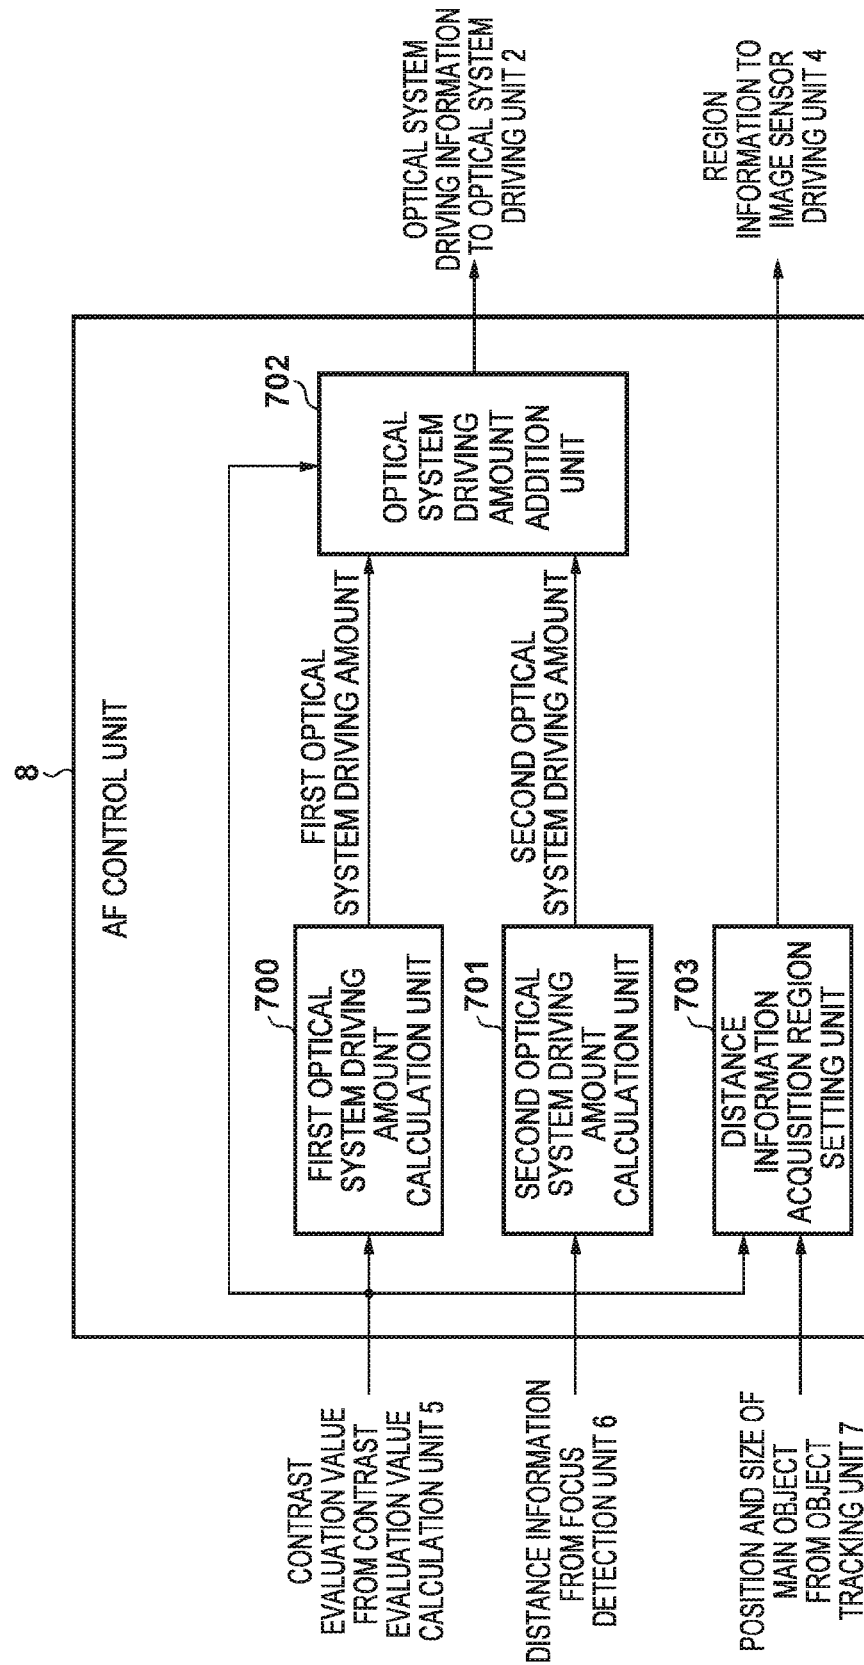 8
AF CONTROL UNIT
CONTRAST
EVALUATION VALUE
FROM CONTRAST
EVALUATION VALUE
CALCULATION UNIT 5
700
FIRST OPTICAL
SYSTEM DRIVING
AMOUNT
CALCULATION UNIT
FIRST OPTICAL
SYSTEM DRIVING AMOUNT
702
OPTICAL
SYSTEM
DRIVING
AMOUNT
ADDITION
UNIT
OPTICAL SYSTEM
DRIVING INFORMATION
TO OPTICAL SYSTEM
DRIVING UNIT 2
DISTANCE INFORMATION
FROM FOCUS
DETECTION UNIT 6
701
SECOND OPTICAL
SYSTEM DRIVING
AMOUNT
CALCULATION UNIT
SECOND OPTICAL
SYSTEM DRIVING AMOUNT
POSITION AND SIZE OF
MAIN OBJECT
FROM OBJECT
TRACKING UNIT 7
703
DISTANCE
INFORMATION
ACQUISITION REGION
SETTING UNIT
REGION
INFORMATION TO
IMAGE SENSOR
DRIVING UNIT 4